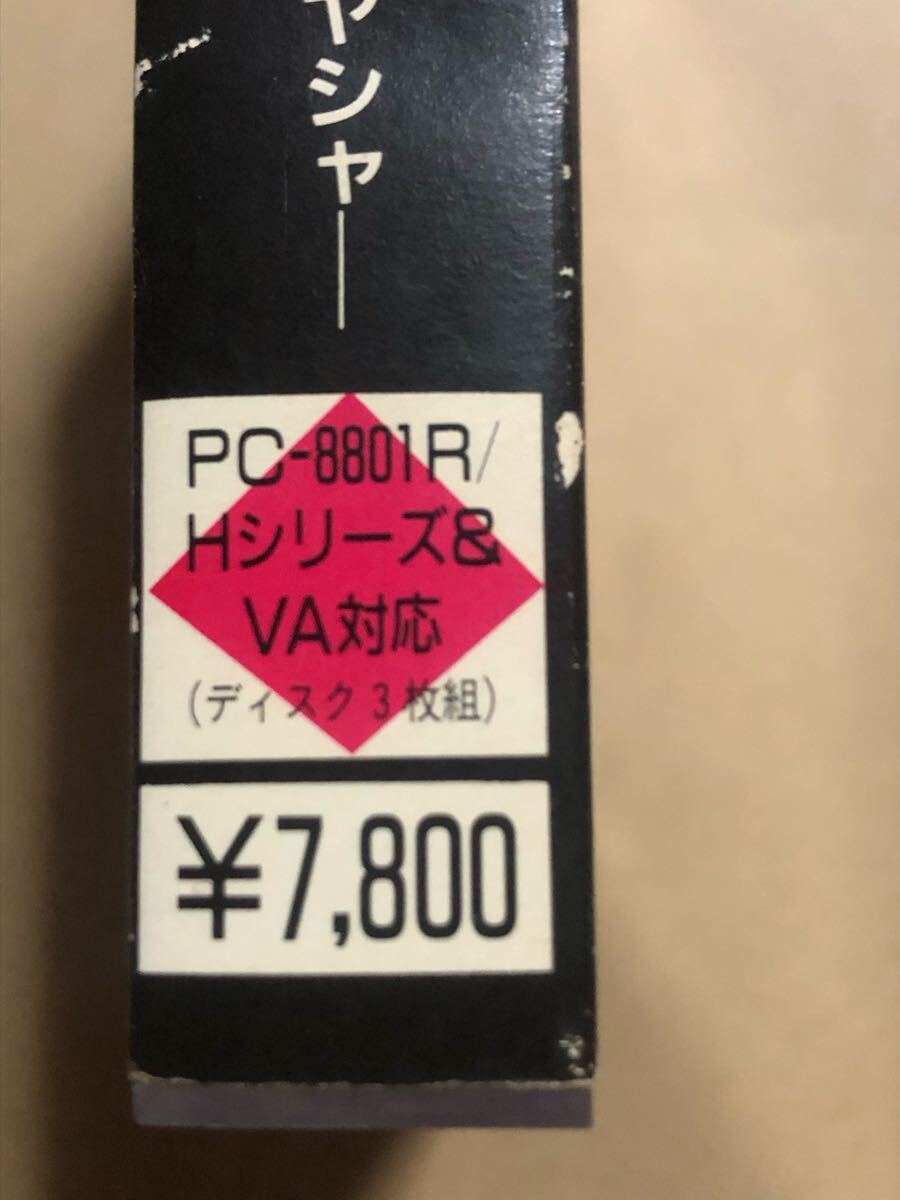 ャシャー
PC-8801R/
Hシリーズ&
VA対応
(ディスク3枚組)
¥7,800